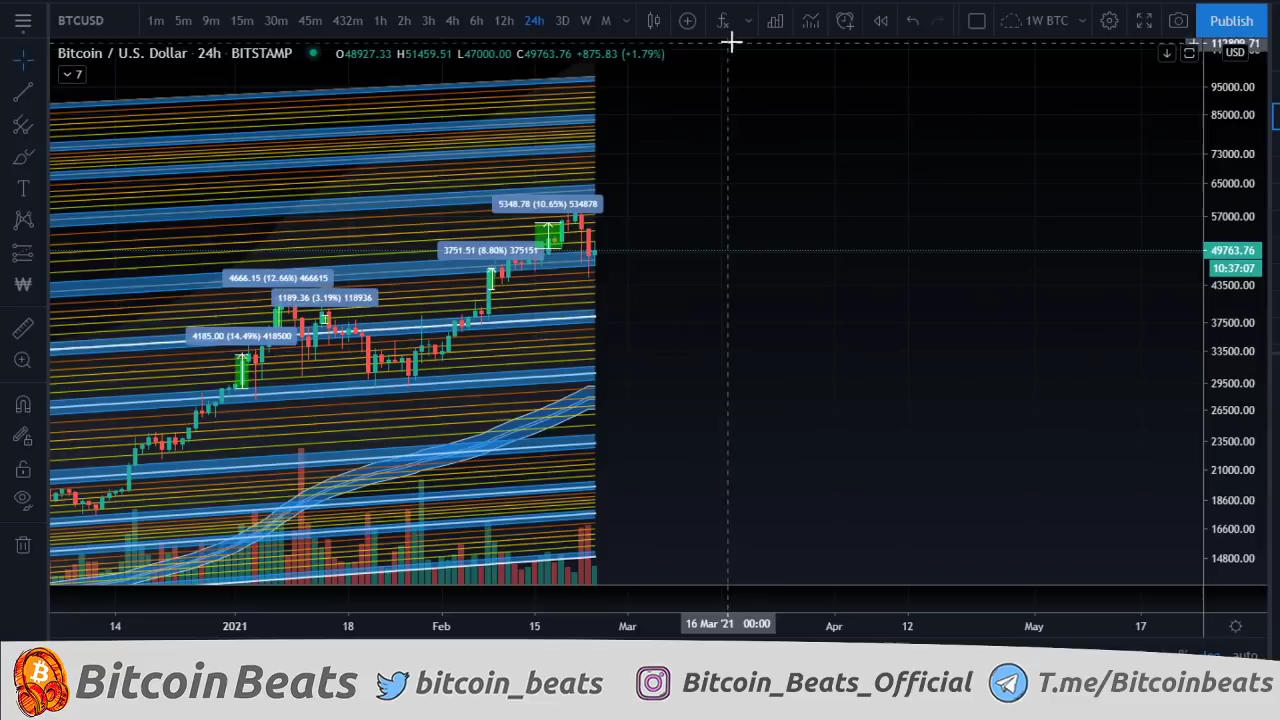 BTCUSD 1m 5m 9m 15m 30m 45m 432m 1h 2h 3h 4h 6h 12h 24h 3D W M 1W BTC Publish
Bitcoin / U.S. Dollar · 24h · BITSTAMP O48927.33 H51459.51 L47000.00 C49763.76 +875.83 (+1.79%)
112809.71
USD
7
95000.00
85000.00
73000.00
65000.00
5348.78 (10.65%) 534878
57000.00
3751.51 (8.80%) 375151
49763.76
10:37:07
4666.15 (12.66%) 466615
43500.00
1189.36 (3.19%) 118936
37500.00
4185.00 (14.49%) 418500
33500.00
29500.00
26500.00
23500.00
21000.00
18600.00
16600.00
14800.00
14 2021 18 Feb 15 Mar 16 Mar '21 00:00 Apr 12 May 17
auto
Bitcoin Beats bitcoin_beats Bitcoin_Beats_Official T.me/Bitcoinbeats